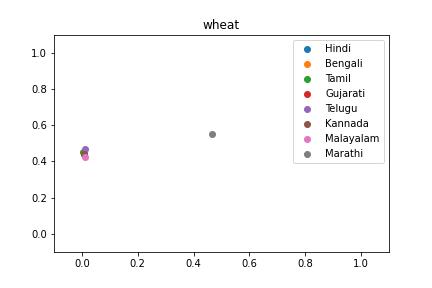 wheat
1.0
0.8
0.6
0.4
0.2
0.0
0.0 0.2 0.4 0.6 0.8 1.0
Hindi
Bengali
Tamil
Gujarati
Telugu
Kannada
Malayalam
Marathi